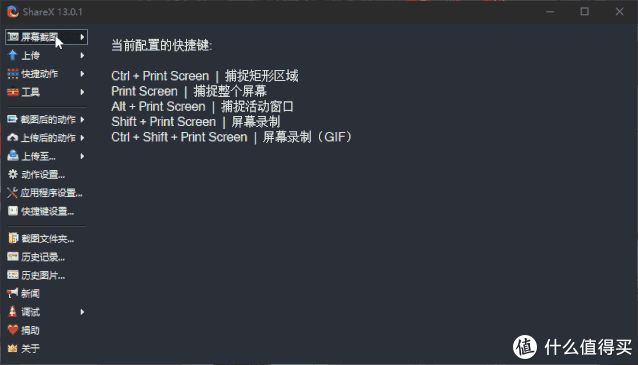 ShareX 13.0.1
屏幕截图
上传
快捷动作
工具
截图后的动作
上传后的动作
上传至...
动作设置...
应用程序设置...
快捷键设置...
截图文件夹...
历史记录...
历史图片...
新闻
调试
捐助
关于
当前配置的快捷键:
Ctrl + Print Screen | 捕捉矩形区域
Print Screen | 捕捉整个屏幕
Alt + Print Screen | 捕捉活动窗口
Shift + Print Screen | 屏幕录制
Ctrl + Shift + Print Screen | 屏幕录制（GIF）
值 什么值得买